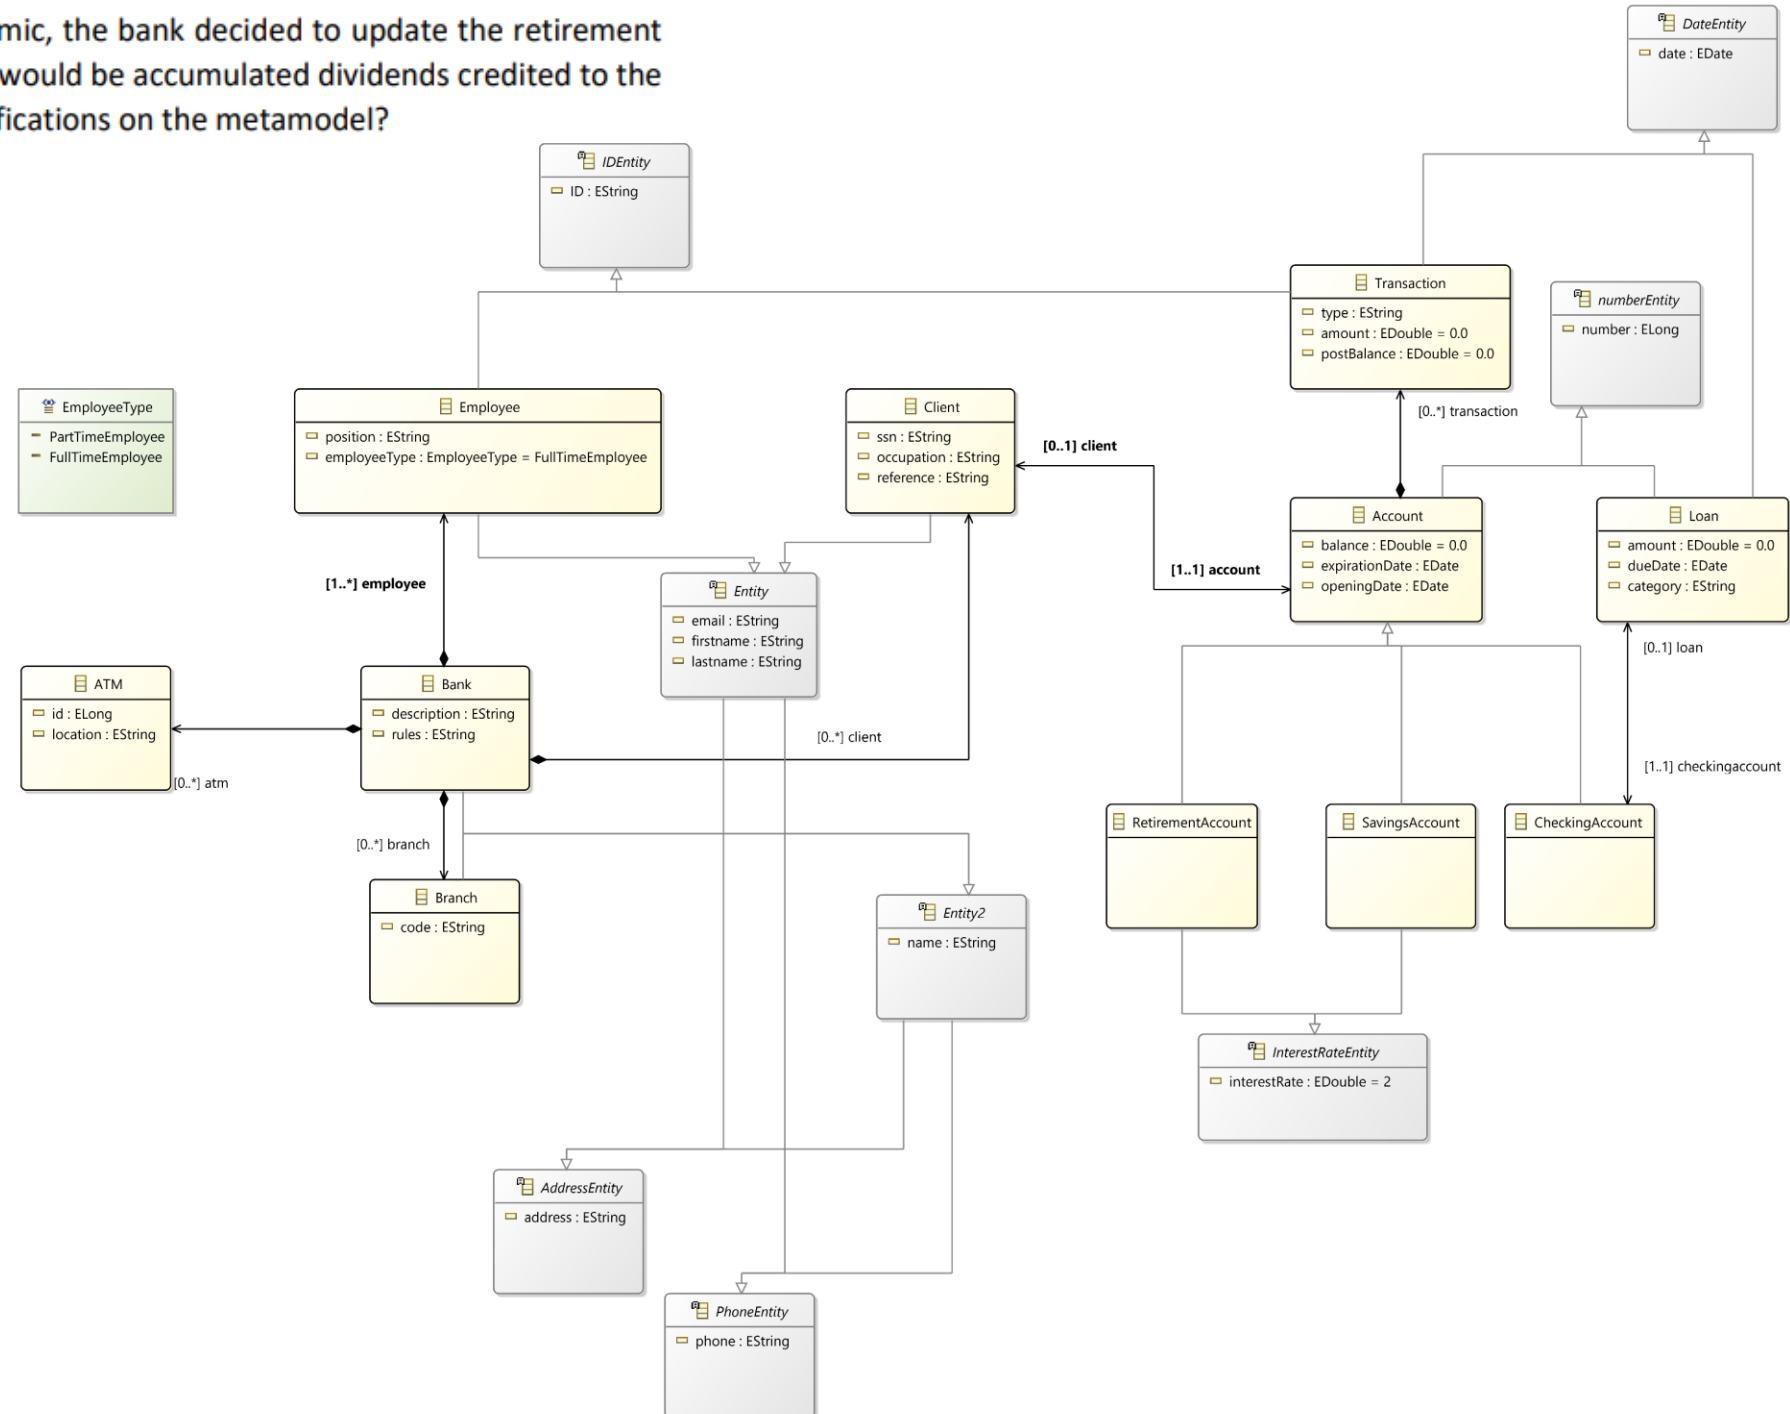 mic, the bank decided to update the retirement
would be accumulated dividends credited to the
fications on the metamodel?
DateEntity
date : EDate
IDEntity
ID : EString
Transaction
type : EString
amount : EDouble = 0.0
postBalance : EDouble = 0.0
numberEntity
number : ELong
EmployeeType
PartTimeEmployee
FullTimeEmployee
Employee
position : EString
employeeType : EmployeeType = FullTimeEmployee
Client
ssn : EString
occupation : EString
reference : EString
[0..1] client
[0..*] transaction
Account
balance : EDouble = 0.0
expirationDate : EDate
openingDate : EDate
Loan
amount : EDouble = 0.0
dueDate : EDate
category : EString
[1..*] employee
[1..1] account
Entity
email : EString
firstname : EString
lastname : EString
[0..1] loan
ATM
id : ELong
location : EString
Bank
description : EString
rules : EString
[0..*] client
[0..*] atm
[1..1] checkingaccount
[0..*] branch
RetirementAccount
SavingsAccount
CheckingAccount
Branch
code : EString
Entity2
name : EString
InterestRateEntity
interestRate : EDouble = 2
AddressEntity
address : EString
PhoneEntity
phone : EString